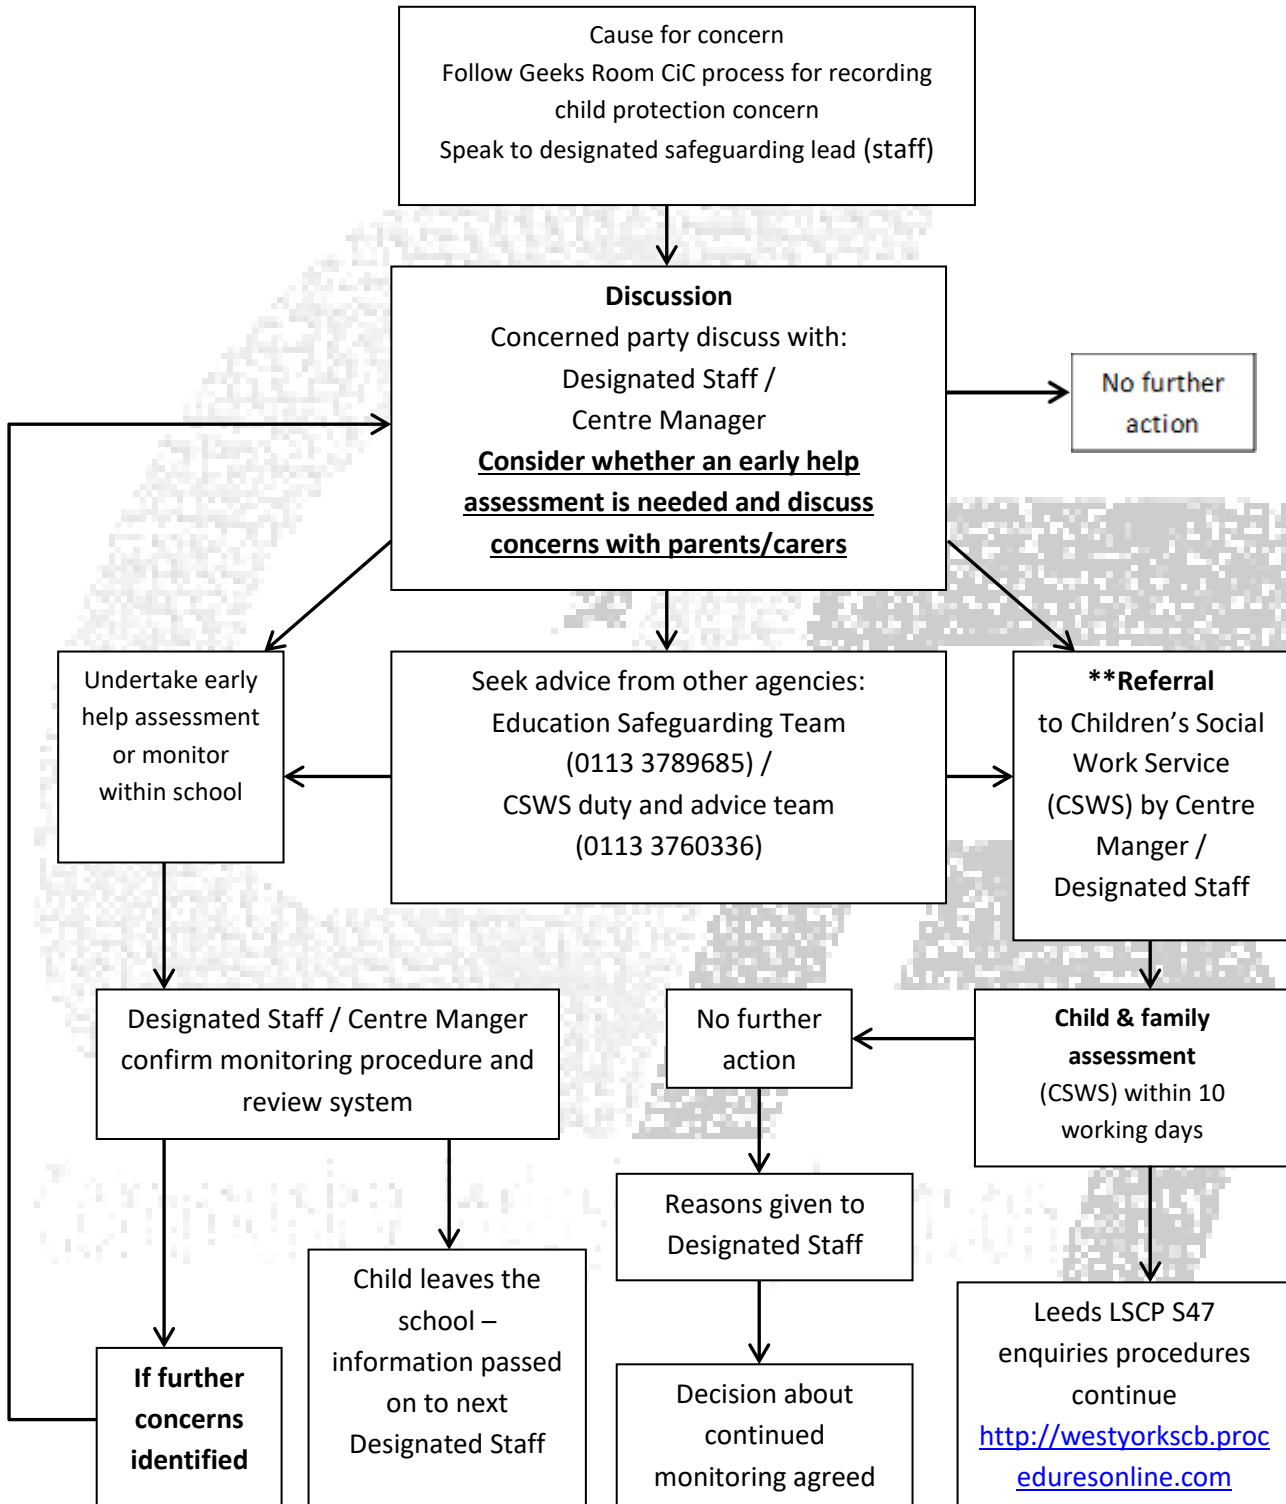 Cause for concern
Follow Geeks Room CiC process for recording
child protection concern
Speak to designated safeguarding lead (staff)
Discussion
Concerned party discuss with:
Designated Staff /
Centre Manager
Consider whether an early help
assessment is needed and discuss
concerns with parents/carers
No further
action
Undertake early
help assessment
or monitor
within school
Seek advice from other agencies:
Education Safeguarding Team
(0113 3789685) /
CSWS duty and advice team
(0113 3760336)
**Referral
to Children’s Social
Work Service
(CSWS) by Centre
Manger /
Designated Staff
Designated Staff / Centre Manger
confirm monitoring procedure and
review system
No further
action
Child & family
assessment
(CSWS) within 10
working days
Reasons given to
Designated Staff
Child leaves the
school –
information passed
on to next
Designated Staff
If further
concerns
identified
Decision about
continued
monitoring agreed
Leeds LSCP S47
enquiries procedures
continue
http://westyorkscb.proc
eduresonline.com